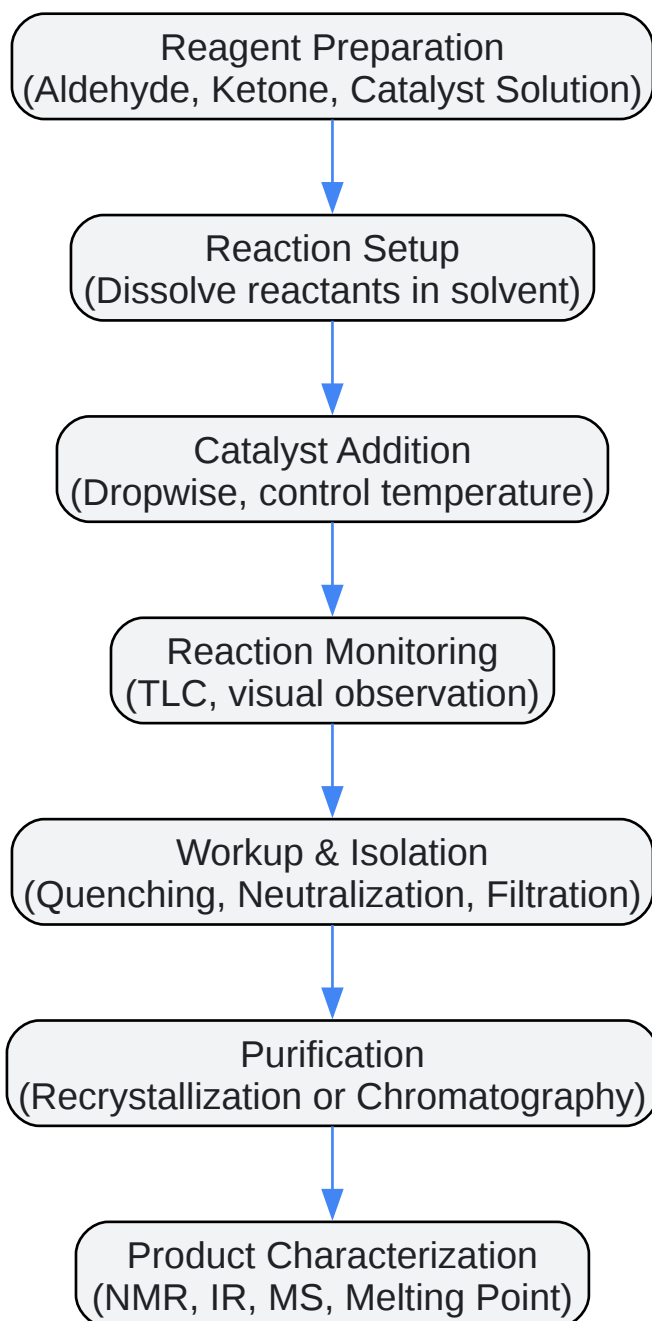 Reagent Preparation
(Aldehyde, Ketone, Catalyst Solution)
Reaction Setup
(Dissolve reactants in solvent)
Catalyst Addition
(Dropwise, control temperature)
Reaction Monitoring
(TLC, visual observation)
Workup & Isolation
(Quenching, Neutralization, Filtration)
Purification
(Recrystallization or Chromatography)
Product Characterization
(NMR, IR, MS, Melting Point)